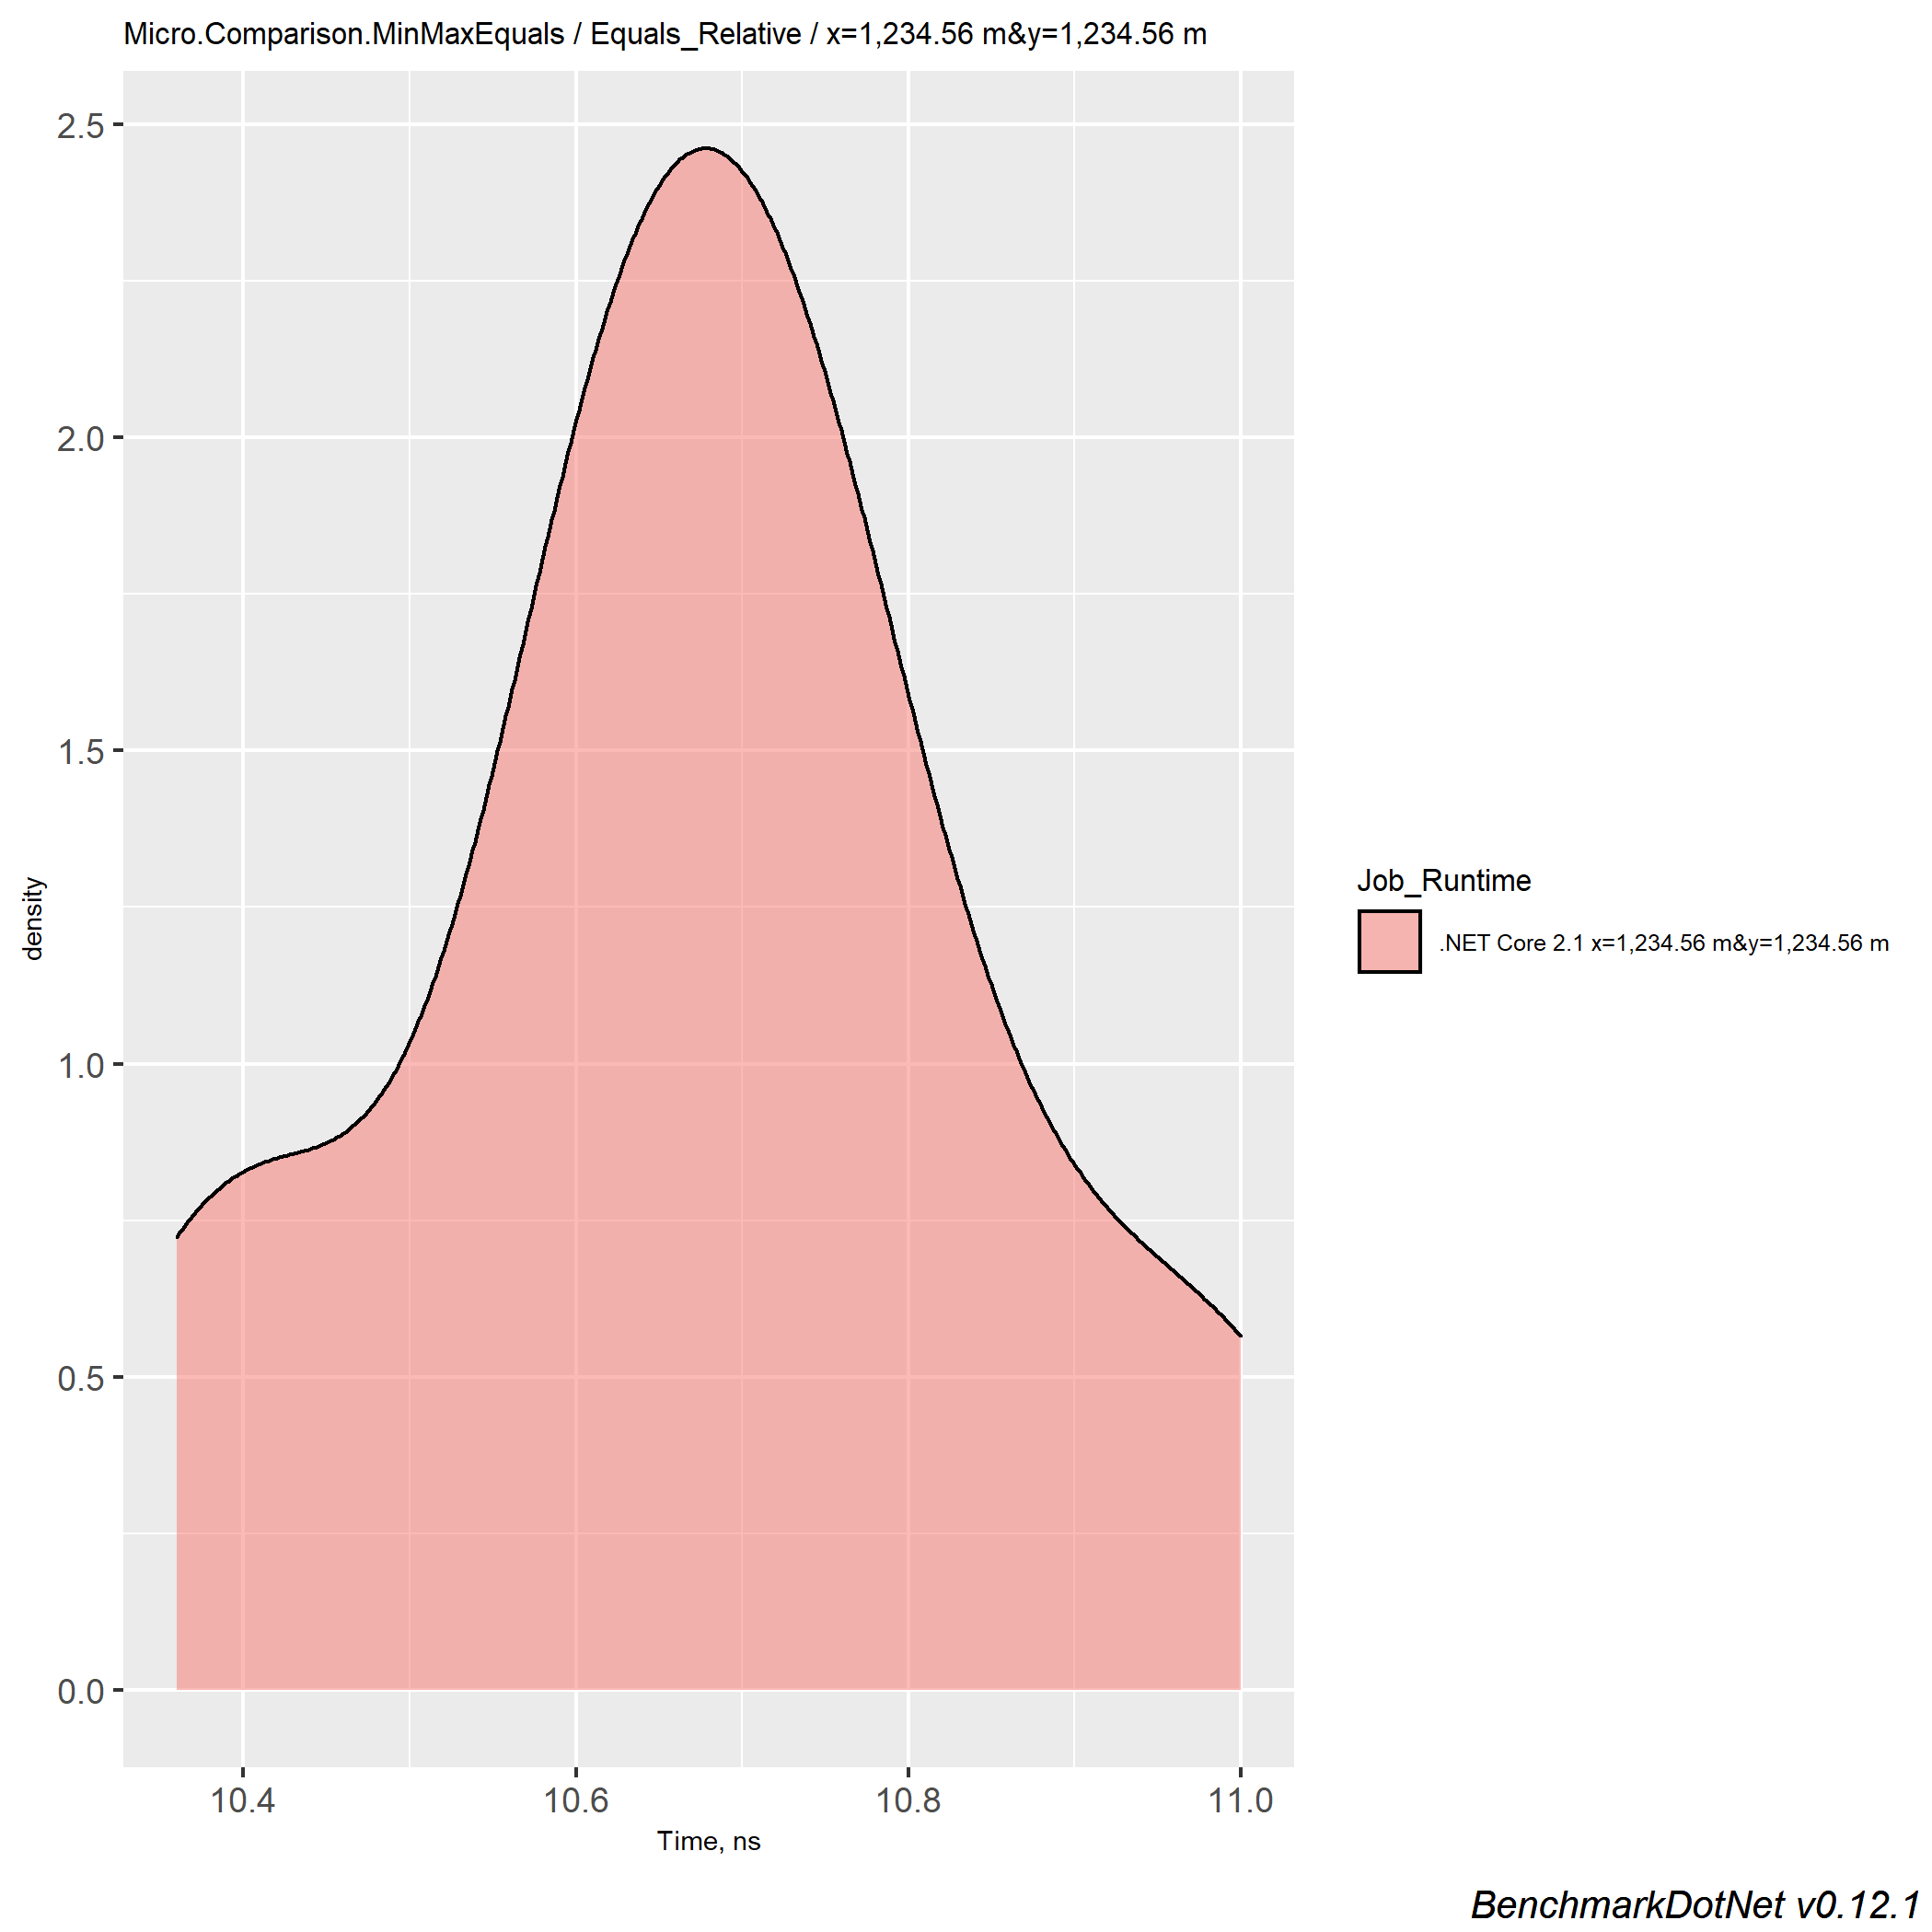 Micro.Comparison.MinMaxEquals / Equals_Relative / x=1,234.56 m&y=1,234.56 m
2.5
2.0
1.5
1.0
0.5
0.0
density
10.4 10.6 10.8 11.0
Time, ns
Job_Runtime
.NET Core 2.1 x=1,234.56 m&y=1,234.56 m
BenchmarkDotNet v0.12.1